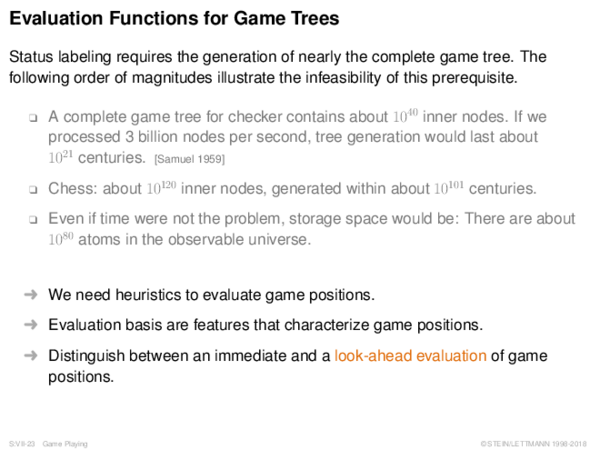 Evaluation Functions for Game Trees
Status labeling requires the generation of nearly the complete game tree. The
following order of magnitudes illustrate the infeasibility of this prerequisite.
❑ A complete game tree for checker contains about 10^40 inner nodes. If we
processed 3 billion nodes per second, tree generation would last about
10^21 centuries. [Samuel 1959]
❑ Chess: about 10^120 inner nodes, generated within about 10^101 centuries.
❑ Even if time were not the problem, storage space would be: There are about
10^80 atoms in the observable universe.
➜ We need heuristics to evaluate game positions.
➜ Evaluation basis are features that characterize game positions.
➜ Distinguish between an immediate and a look-ahead evaluation of game
positions.
S:VII-23 Game Playing ©STEIN/LETTMANN 1998-2018